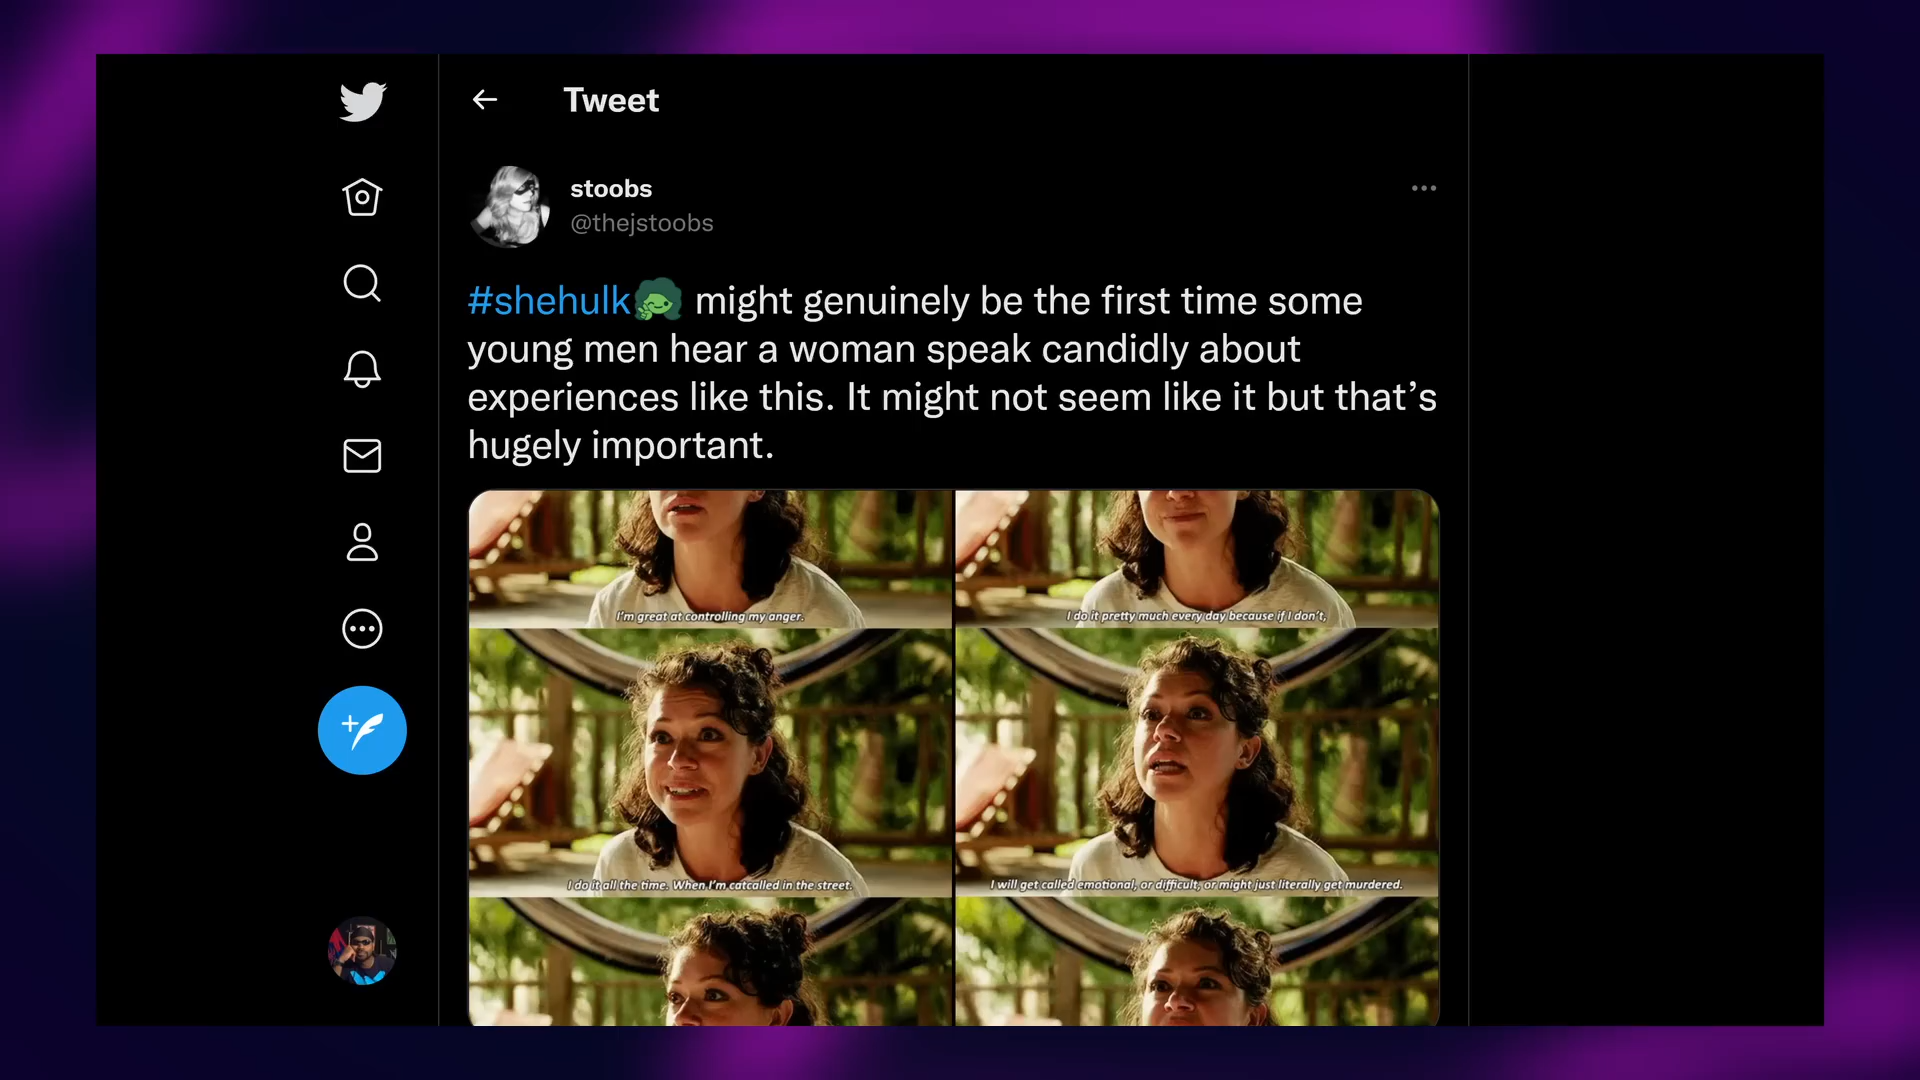 Tweet
stoobs
@thejstoobs
#shehulk might genuinely be the first time some
young men hear a woman speak candidly about
experiences like this. It might not seem like it but that’s
hugely important.
I'm great at controlling my anger.
I do it pretty much every day because if I don't,
I do it all the time. When I'm catcalled in the street.
I will get called emotional, or difficult, or might just literally get murdered.